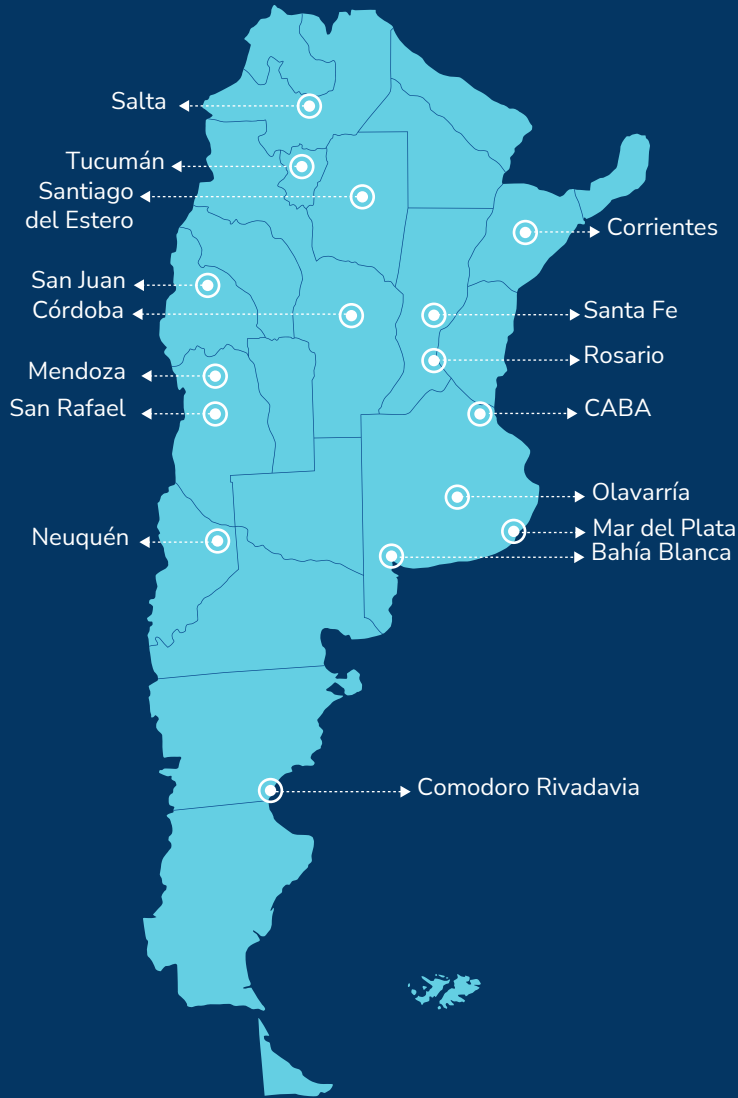 Salta
Tucumán
Santiago
del Estero
Corrientes
San Juan
Córdoba
Santa Fe
Rosario
Mendoza
San Rafael
CABA
Olavarría
Mar del Plata
Neuquén
Bahía Blanca
Comodoro Rivadavia